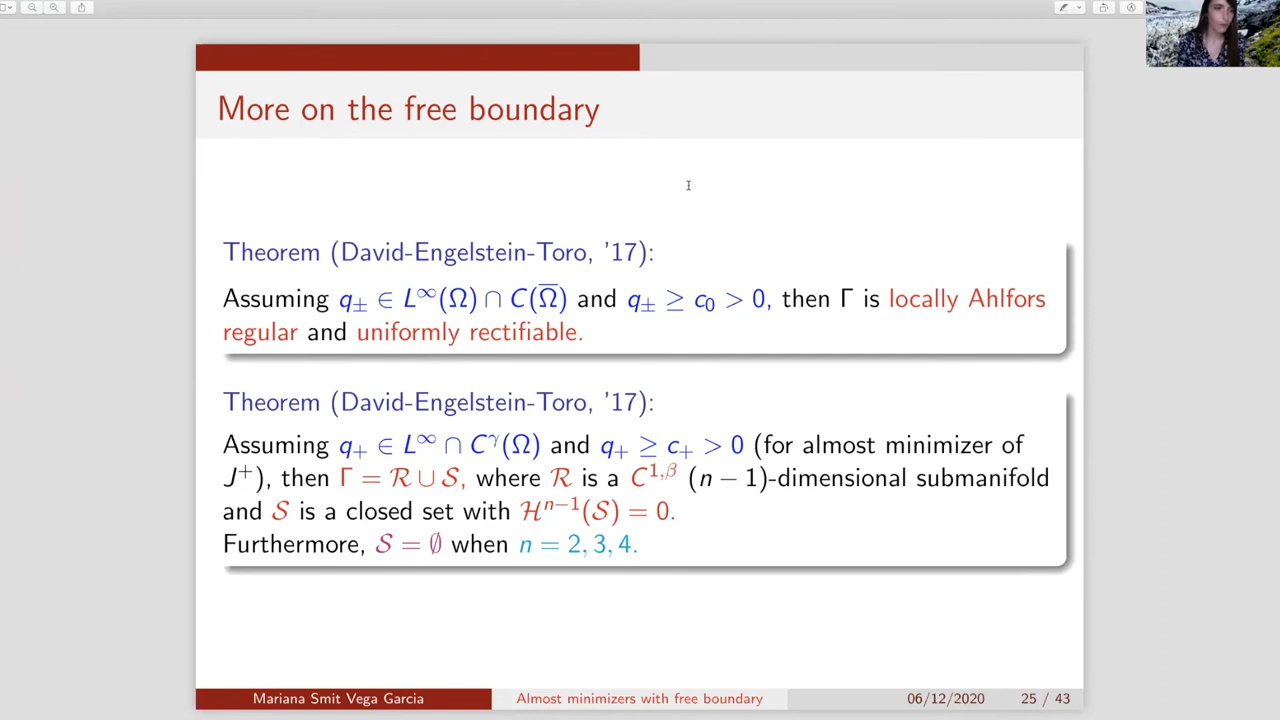 More on the free boundary
Theorem (David-Engelstein-Toro, '17):
Assuming q± ∈ L^∞(Ω) ∩ C(Ω̅) and q± ≥ c₀ > 0, then Γ is locally Ahlfors
regular and uniformly rectifiable.
Theorem (David-Engelstein-Toro, '17):
Assuming q₊ ∈ L^∞ ∩ C^γ(Ω) and q₊ ≥ c₊ > 0 (for almost minimizer of
J⁺), then Γ = ℛ ∪ 𝒮, where ℛ is a C^{1,β} (n − 1)-dimensional submanifold
and 𝒮 is a closed set with ℋ^{n−1}(𝒮) = 0.
Furthermore, 𝒮 = ∅ when n = 2, 3, 4.
Mariana Smit Vega Garcia Almost minimizers with free boundary 06/12/2020 25 / 43